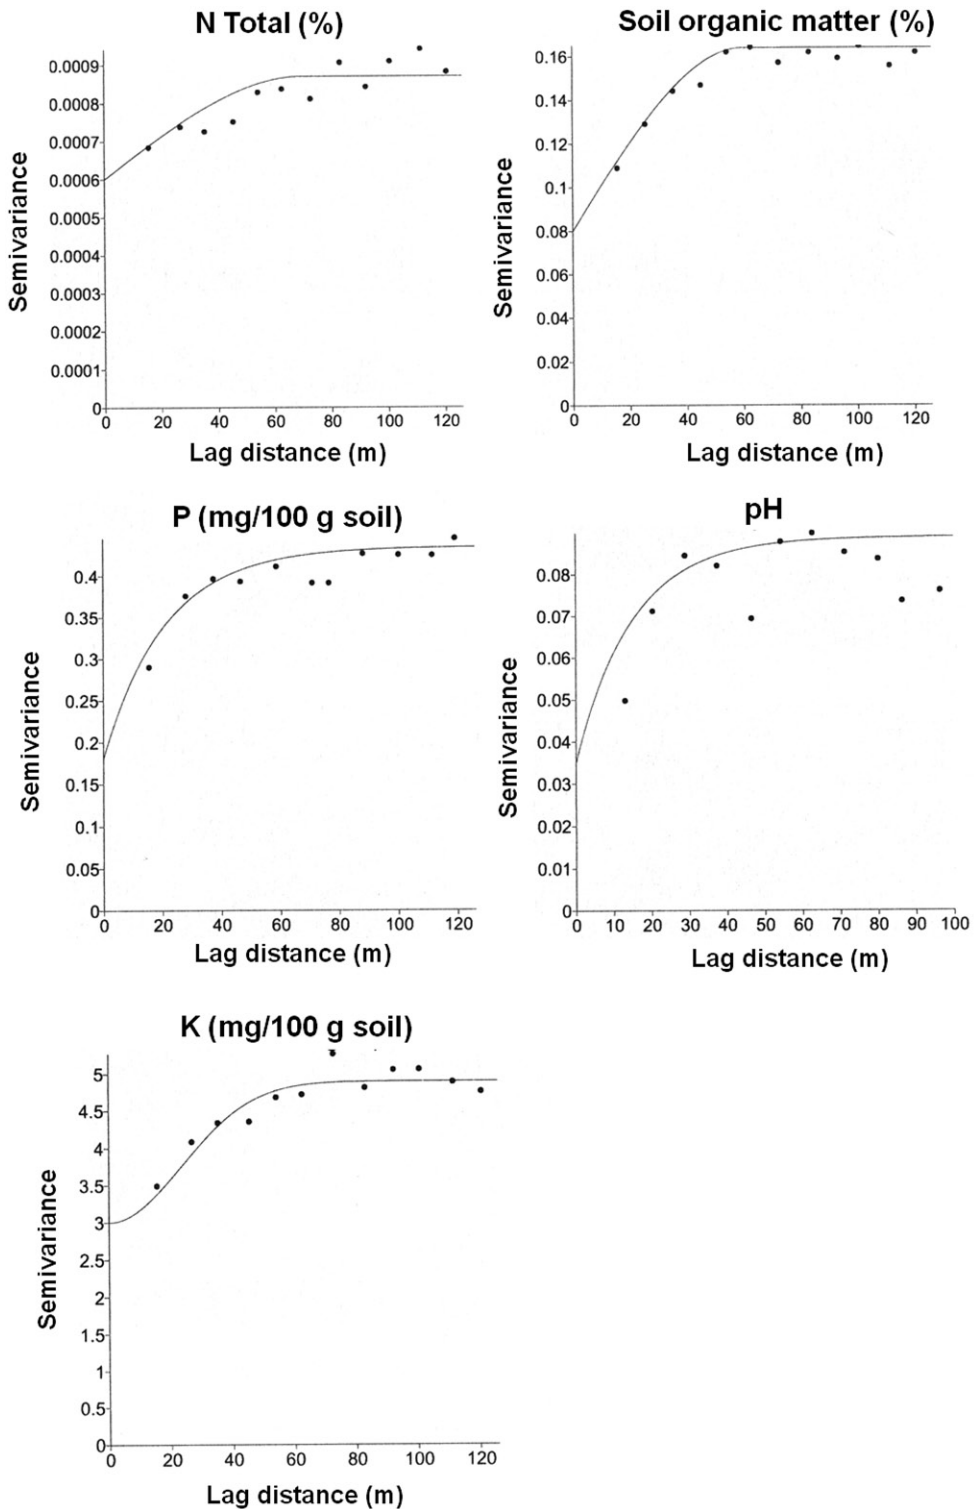 N Total (%)
Semivariance
0.0009
0.0008
0.0007
0.0006
0.0005
0.0004
0.0003
0.0002
0.0001
0
0 20 40 60 80 100 120
Lag distance (m)
Soil organic matter (%)
Semivariance
0.16
0.14
0.12
0.1
0.08
0.06
0.04
0.02
0
0 20 40 60 80 100 120
Lag distance (m)
P (mg/100 g soil)
Semivariance
0.4
0.35
0.3
0.25
0.2
0.15
0.1
0.05
0
0 20 40 60 80 100 120
Lag distance (m)
pH
Semivariance
0.08
0.07
0.06
0.05
0.04
0.03
0.02
0.01
0
0 10 20 30 40 50 60 70 80 90 100
Lag distance (m)
K (mg/100 g soil)
Semivariance
5
4.5
4
3.5
3
2.5
2
1.5
1
0.5
0
0 20 40 60 80 100 120
Lag distance (m)